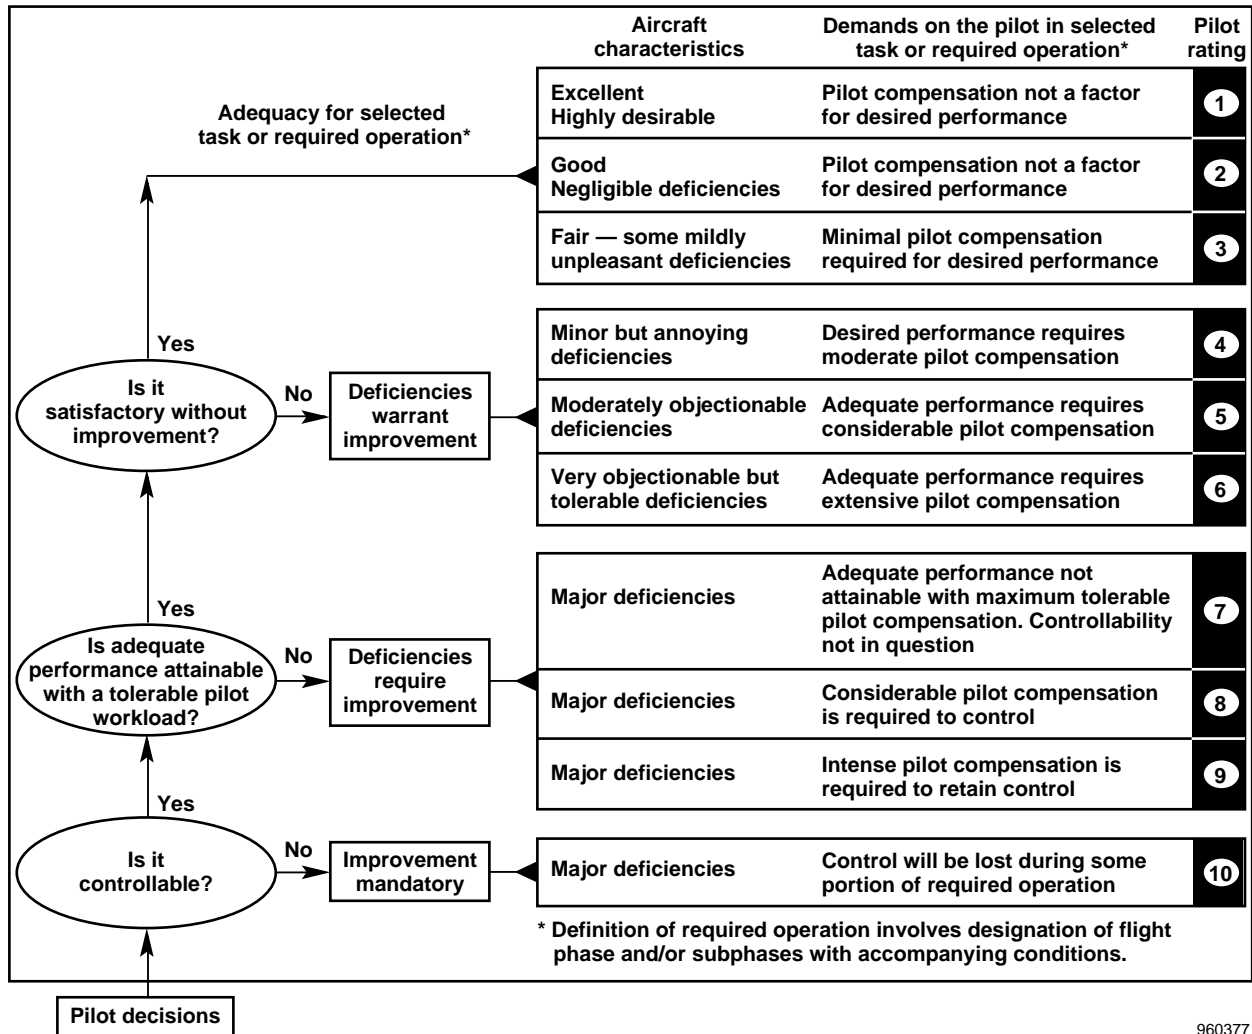 Aircraft
characteristics
Demands on the pilot in selected
task or required operation*
Pilot
rating
Adequacy for selected
task or required operation*
Excellent
Highly desirable
Pilot compensation not a factor
for desired performance
1
Good
Negligible deficiencies
Pilot compensation not a factor
for desired performance
2
Fair — some mildly
unpleasant deficiencies
Minimal pilot compensation
required for desired performance
3
Yes
Is it
satisfactory without
improvement?
No
Deficiencies
warrant
improvement
Minor but annoying
deficiencies
Desired performance requires
moderate pilot compensation
4
Moderately objectionable
deficiencies
Adequate performance requires
considerable pilot compensation
5
Very objectionable but
tolerable deficiencies
Adequate performance requires
extensive pilot compensation
6
Yes
Is adequate
performance attainable
with a tolerable pilot
workload?
No
Deficiencies
require
improvement
Major deficiencies
Adequate performance not
attainable with maximum tolerable
pilot compensation. Controllability
not in question
7
Major deficiencies
Considerable pilot compensation
is required to control
8
Major deficiencies
Intense pilot compensation is
required to retain control
9
Yes
Is it
controllable?
No
Improvement
mandatory
Major deficiencies
Control will be lost during some
portion of required operation
10
* Definition of required operation involves designation of flight
phase and/or subphases with accompanying conditions.
Pilot decisions
960377